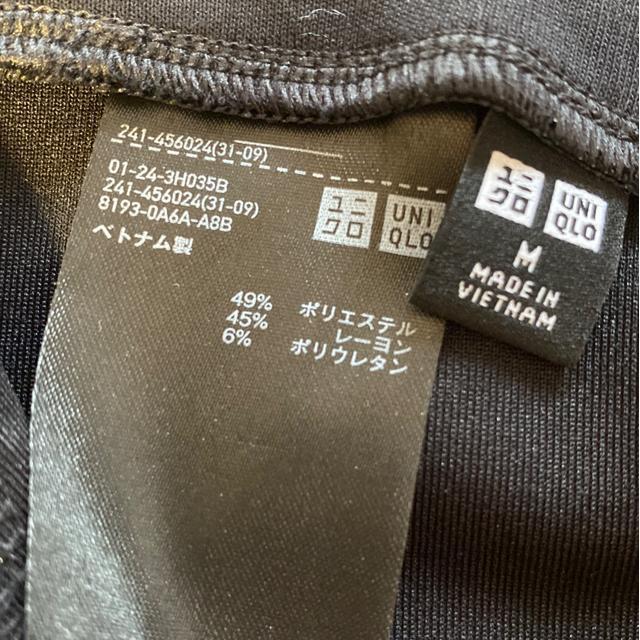 241-456024(31-09)
01-24-3H035B
241-456024(31-09)
8193-0A6A-A8B
ベトナム製
ユニ
クロ
UNI
QLO
49% ポリエステル
45% レーヨン
6% ポリウレタン
ユニ
クロ
UNI
QLO
M
MADE IN
VIETNAM